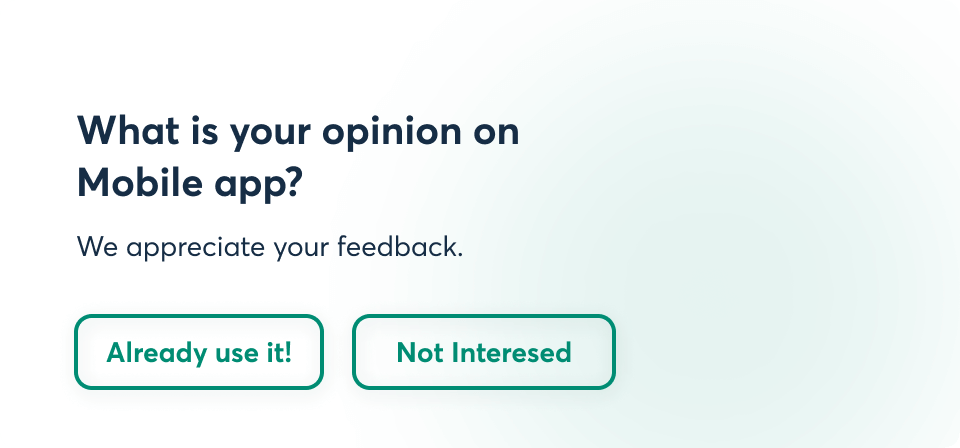 What is your opinion on
Mobile app?
We appreciate your feedback.
Already use it!
Not Interesed